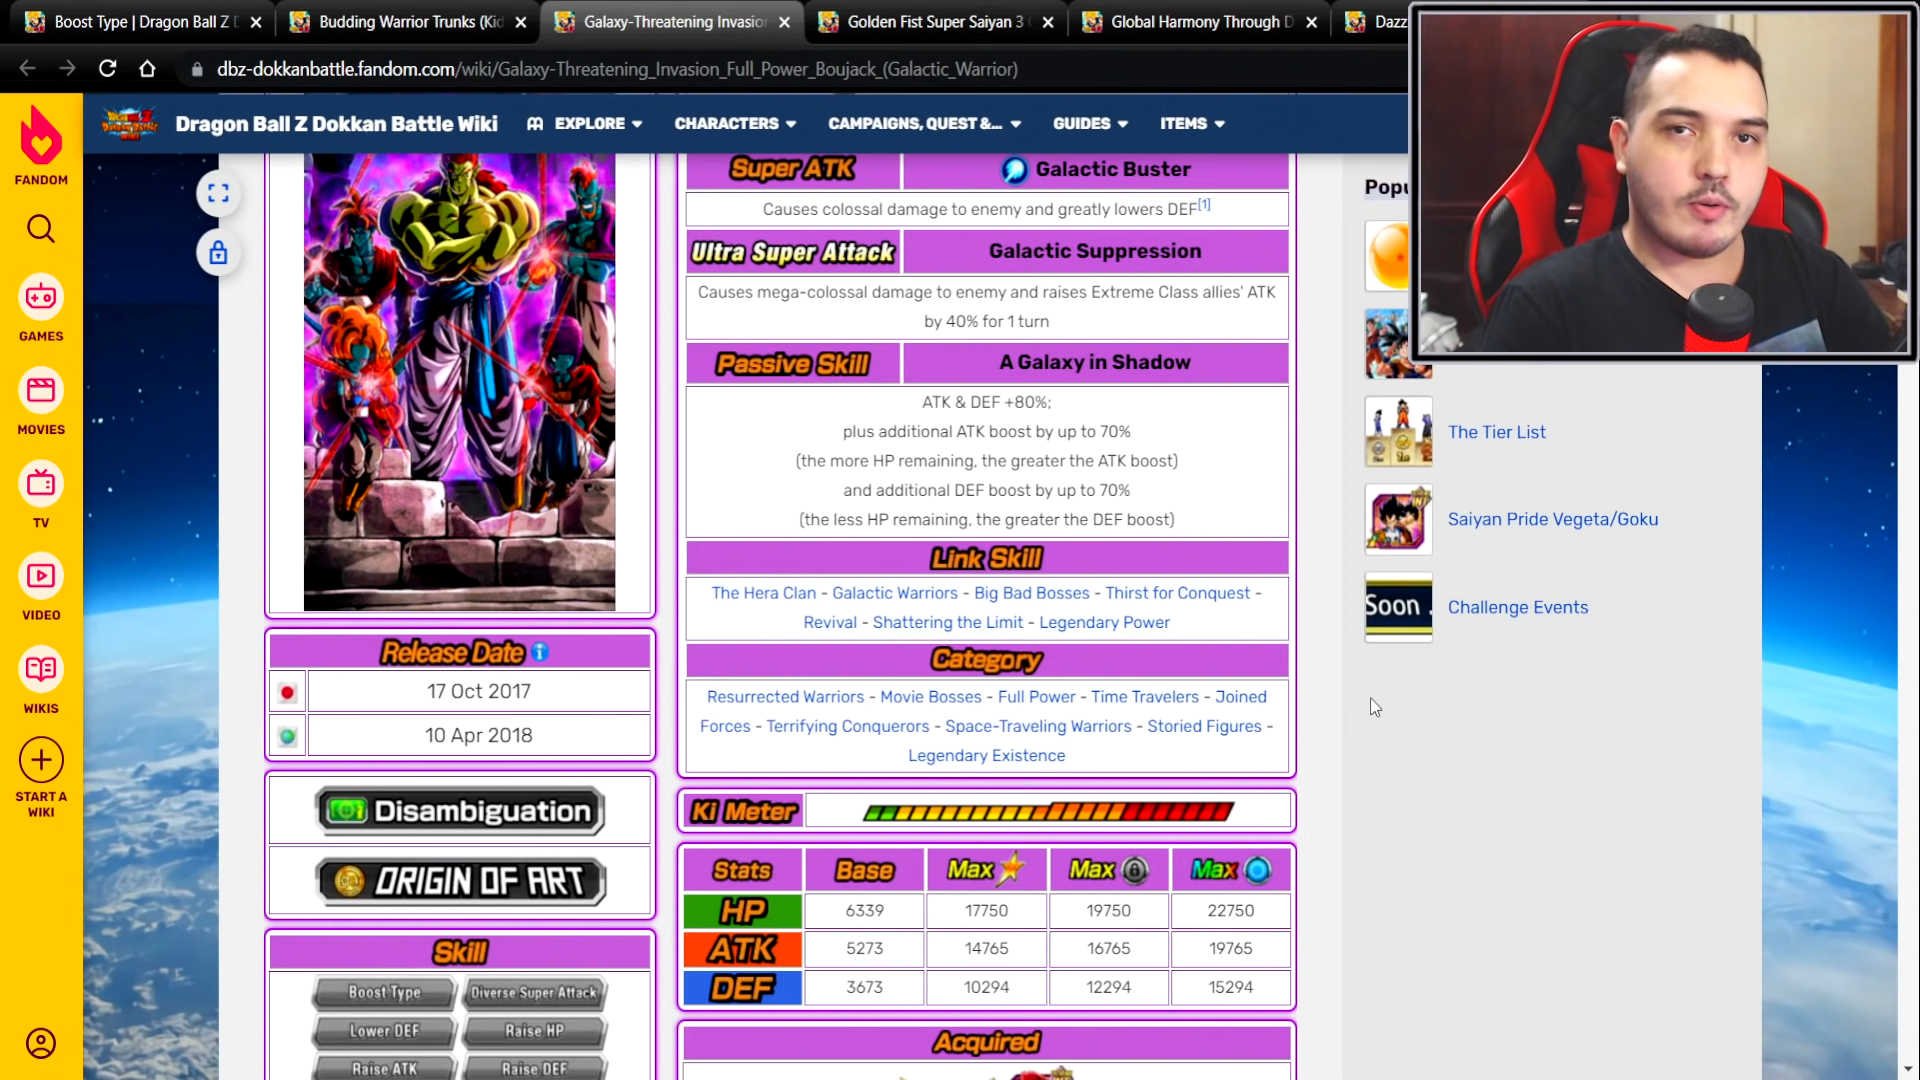 Boost Type | Dragon Ball Z D
Budding Warrior Trunks (Kid
Galaxy-Threatening Invasion
Golden Fist Super Saiyan 3
Global Harmony Through D
Dazz
dbz-dokkanbattle.fandom.com/wiki/Galaxy-Threatening_Invasion_Full_Power_Boujack_(Galactic_Warrior)
Dragon Ball Z Dokkan Battle Wiki
EXPLORE
CHARACTERS
CAMPAIGNS, QUEST &...
GUIDES
ITEMS
FANDOM
GAMES
MOVIES
TV
VIDEO
WIKIS
START A
WIKI
Release Date
17 Oct 2017
10 Apr 2018
Disambiguation
ORIGIN OF ART
Skill
Boost Type
Diverse Super Attack
Lower DEF
Raise HP
Raise ATK
Raise DEF
Super ATK
Galactic Buster
Causes colossal damage to enemy and greatly lowers DEF[1]
Ultra Super Attack
Galactic Suppression
Causes mega-colossal damage to enemy and raises Extreme Class allies' ATK
by 40% for 1 turn
Passive Skill
A Galaxy in Shadow
ATK & DEF +80%;
plus additional ATK boost by up to 70%
(the more HP remaining, the greater the ATK boost)
and additional DEF boost by up to 70%
(the less HP remaining, the greater the DEF boost)
Link Skill
The Hera Clan - Galactic Warriors - Big Bad Bosses - Thirst for Conquest -
Revival - Shattering the Limit - Legendary Power
Category
Resurrected Warriors - Movie Bosses - Full Power - Time Travelers - Joined
Forces - Terrifying Conquerors - Space-Traveling Warriors - Storied Figures -
Legendary Existence
Ki Meter
Stats Base Max Max Max
HP 6339 17750 19750 22750
ATK 5273 14765 16765 19765
DEF 3673 10294 12294 15294
Acquired
Popu
The Tier List
Saiyan Pride Vegeta/Goku
Soon .
Challenge Events